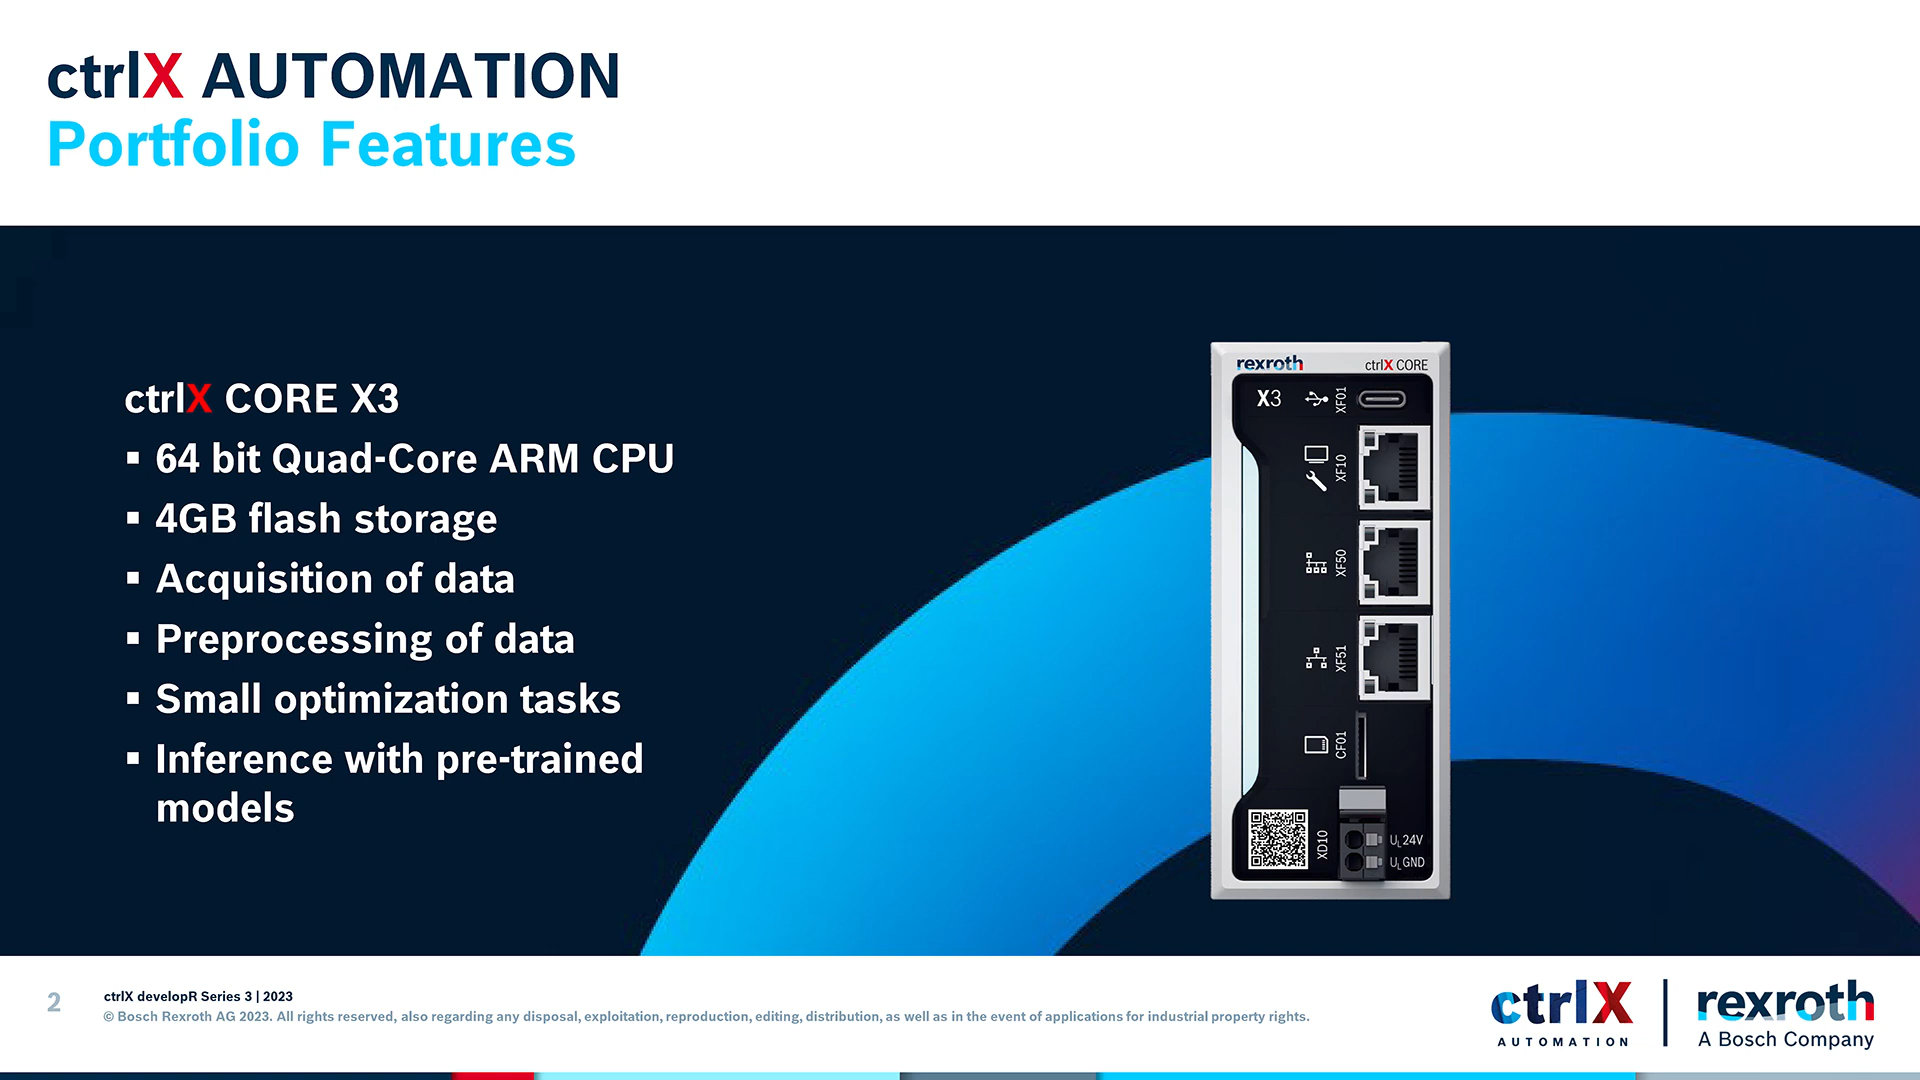 ctrlX AUTOMATION
Portfolio Features
ctrlX CORE X3
▪ 64 bit Quad-Core ARM CPU
▪ 4GB flash storage
▪ Acquisition of data
▪ Preprocessing of data
▪ Small optimization tasks
▪ Inference with pre-trained
models
rexroth ctrlX CORE
X3 XF01
XF10
XF50
XF51
CF01
XD10
UL 24V
UL GND
2
ctrlX developR Series 3 | 2023
© Bosch Rexroth AG 2023. All rights reserved, also regarding any disposal, exploitation, reproduction, editing, distribution, as well as in the event of applications for industrial property rights.
ctrlX
AUTOMATION
rexroth
A Bosch Company